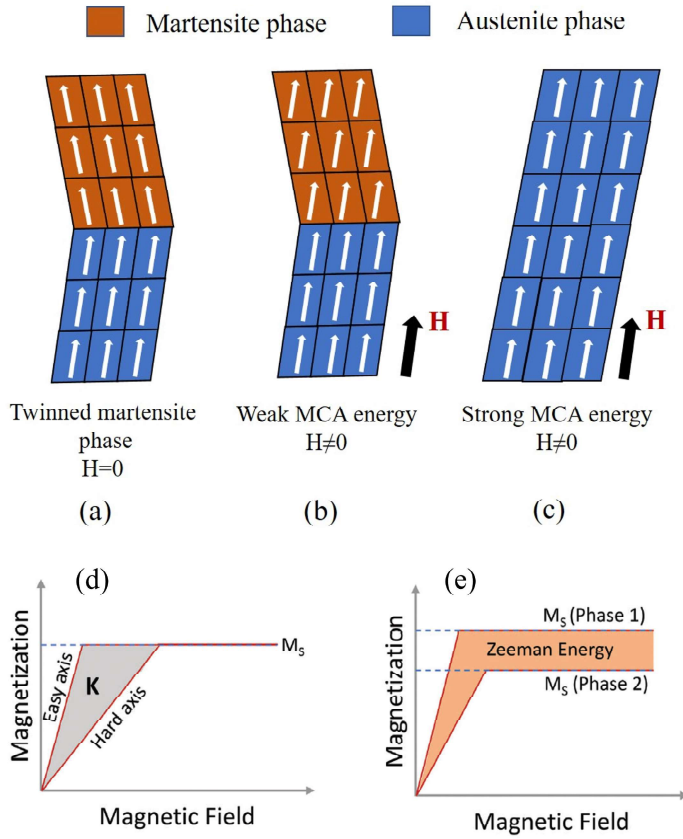 Martensite phase
Austenite phase
H
H
Twinned martensite
phase
H=0
Weak MCA energy
H≠0
Strong MCA energy
H≠0
(a)
(b)
(c)
(d)
Magnetization
Easy axis
K
Hard axis
Ms
Magnetic Field
(e)
Magnetization
Ms (Phase 1)
Zeeman Energy
Ms (Phase 2)
Magnetic Field